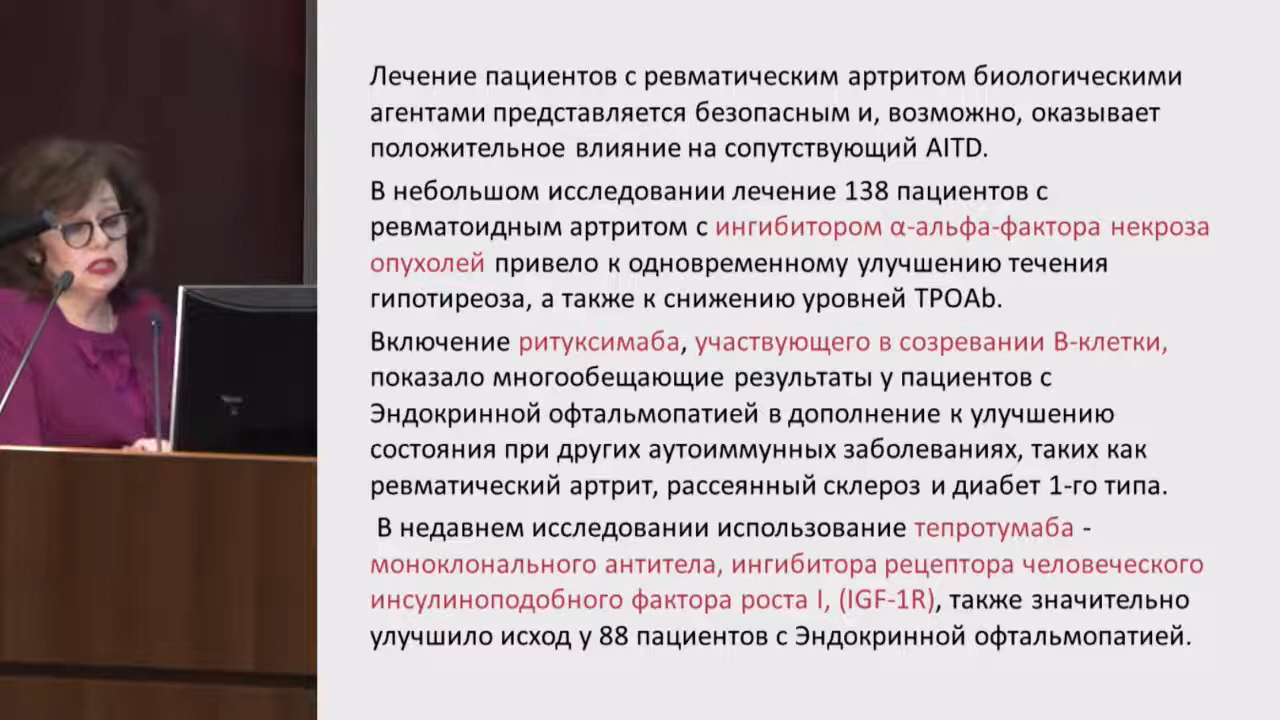 Лечение пациентов с ревматическим артритом биологическими
агентами представляется безопасным и, возможно, оказывает
положительное влияние на сопутствующий AITD.
В небольшом исследовании лечение 138 пациентов с
ревматоидным артритом с ингибитором α-альфа-фактора некроза
опухолей привело к одновременному улучшению течения
гипотиреоза, а также к снижению уровней TPOAb.
Включение ритуксимаба, участвующего в созревании В-клетки,
показало многообещающие результаты у пациентов с
Эндокринной офтальмопатией в дополнение к улучшению
состояния при других аутоиммунных заболеваниях, таких как
ревматический артрит, рассеянный склероз и диабет 1-го типа.
В недавнем исследовании использование тепротумаба -
моноклонального антитела, ингибитора рецептора человеческого
инсулиноподобного фактора роста I, (IGF-1R), также значительно
улучшило исход у 88 пациентов с Эндокринной офтальмопатией.